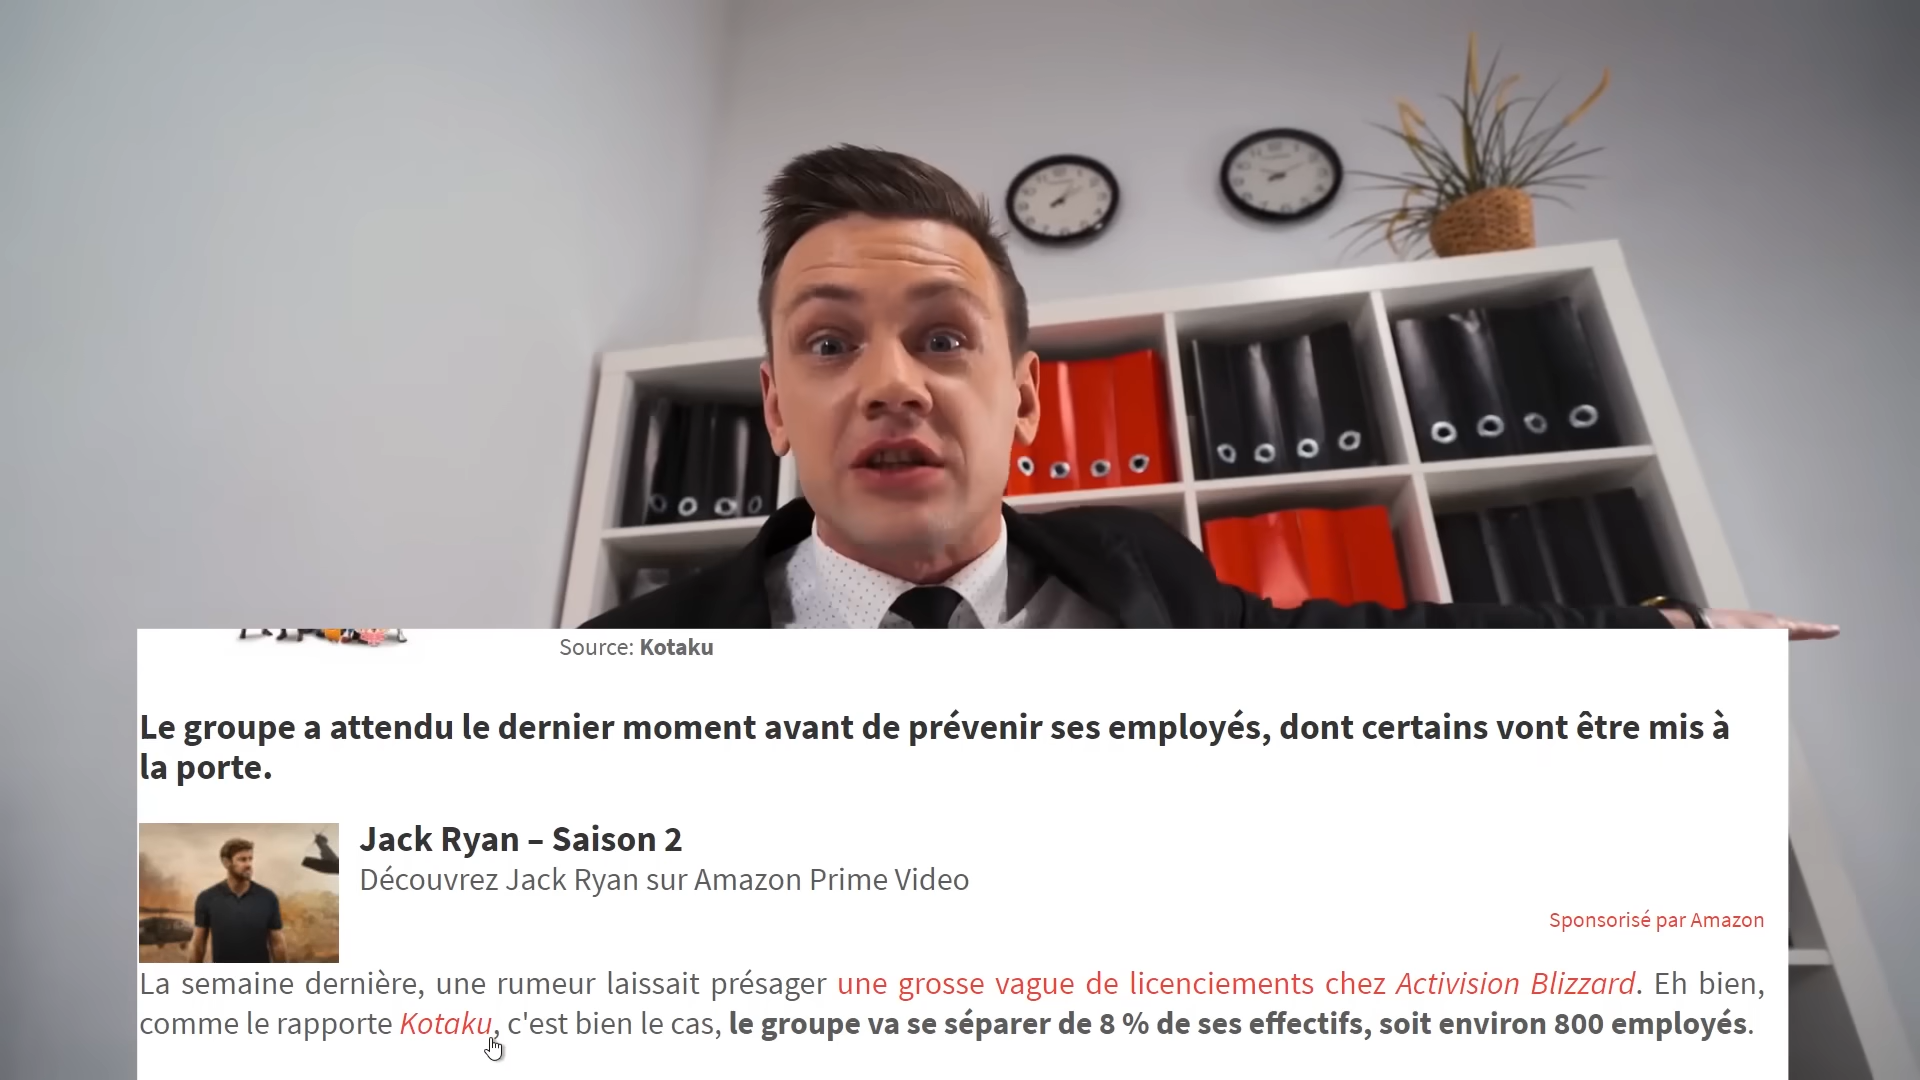 Source: Kotaku
Le groupe a attendu le dernier moment avant de prévenir ses employés, dont certains vont être mis à
la porte.
Jack Ryan – Saison 2
Découvrez Jack Ryan sur Amazon Prime Video
Sponsorisé par Amazon
La semaine dernière, une rumeur laissait présager une grosse vague de licenciements chez Activision Blizzard. Eh bien,
comme le rapporte Kotaku, c'est bien le cas, le groupe va se séparer de 8 % de ses effectifs, soit environ 800 employés.